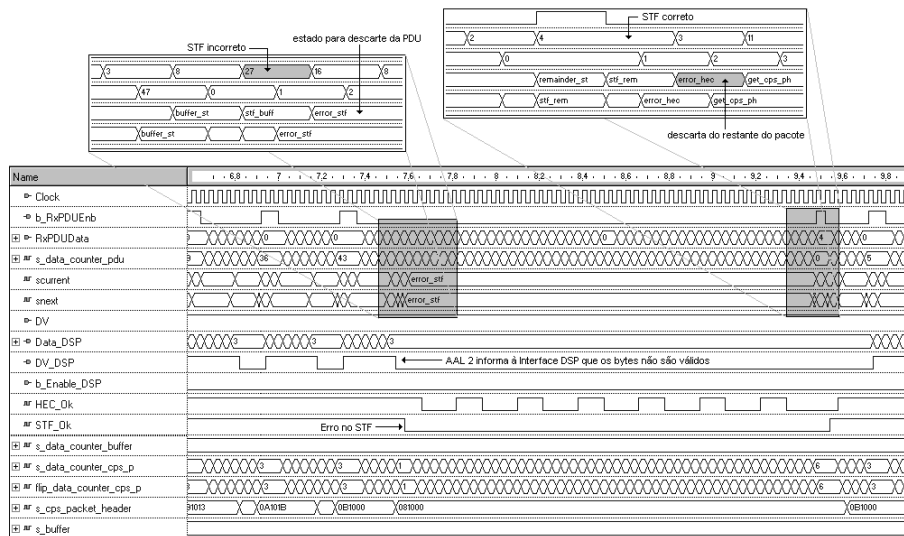 STF incorreto
estado para descarte da PDU
3 8 27 16 8
47 0 1 2
buffer_st stf_buff error_stf
buffer_st error_stf
STF correto
2 4 3 11
0 1 2 3
remainder_st stf_rem error_hec get_cps_ph
stf_rem error_hec get_cps_ph
descarta do restante do pacote
Name 6,8 7 7,2 7,4 7,6 7,8 8 8,2 8,4 8,6 8,8 9 9,2 9,4 9,6 9,8
Clock
b_RxPDUEnb
RxPDUData 0 0 0 4 0
s_data_counter_pdu 36 43 0 5
scurrent error_stf
snext error_stf
DV
Data_DSP 3 3 3
DV_DSP AAL 2 informa à Interface DSP que os bytes não são válidos
b_Enable_DSP
HEC_Ok
STF_Ok Erro no STF
s_data_counter_buffer
s_data_counter_cps_p 3 3 1 6 3
flip_data_counter_cps_p 3 3 1 6 3
s_cps_packet_header 0A101B 0B1000 081000 0B1000
s_buffer